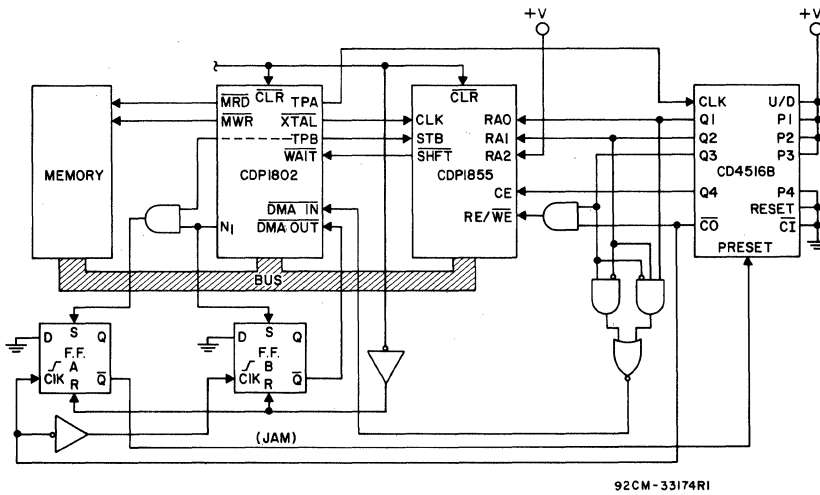 +V
+V
MEMORY
MRD
MWR
CLR
TPA
XTAL
TPB
WAIT
CDP1802
DMA IN
DMA OUT
N1
CLR
CLK
STB
SHFT
RA0
RA1
RA2
CDP1855
CE
RE/WE
CLK
Q1
Q2
Q3
Q4
CO
U/D
P1
P2
P3
CD4516B
P4
RESET
CI
PRESET
BUS
D
S
Q
F.F.
A
ClK
R
Q
D
S
Q
F.F.
B
ClK
R
Q
(JAM)
92CM-33174R1